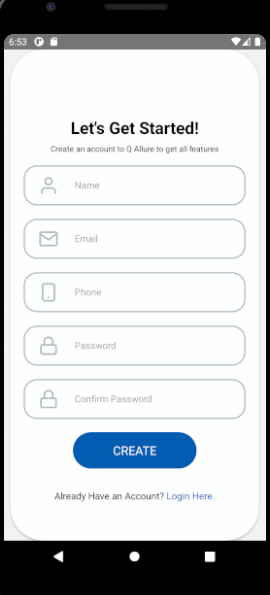 6:53
Let's Get Started!
Create an account to Q Allure to get all features
Name
Email
Phone
Password
Confirm Password
CREATE
Already Have an Account? Login Here.